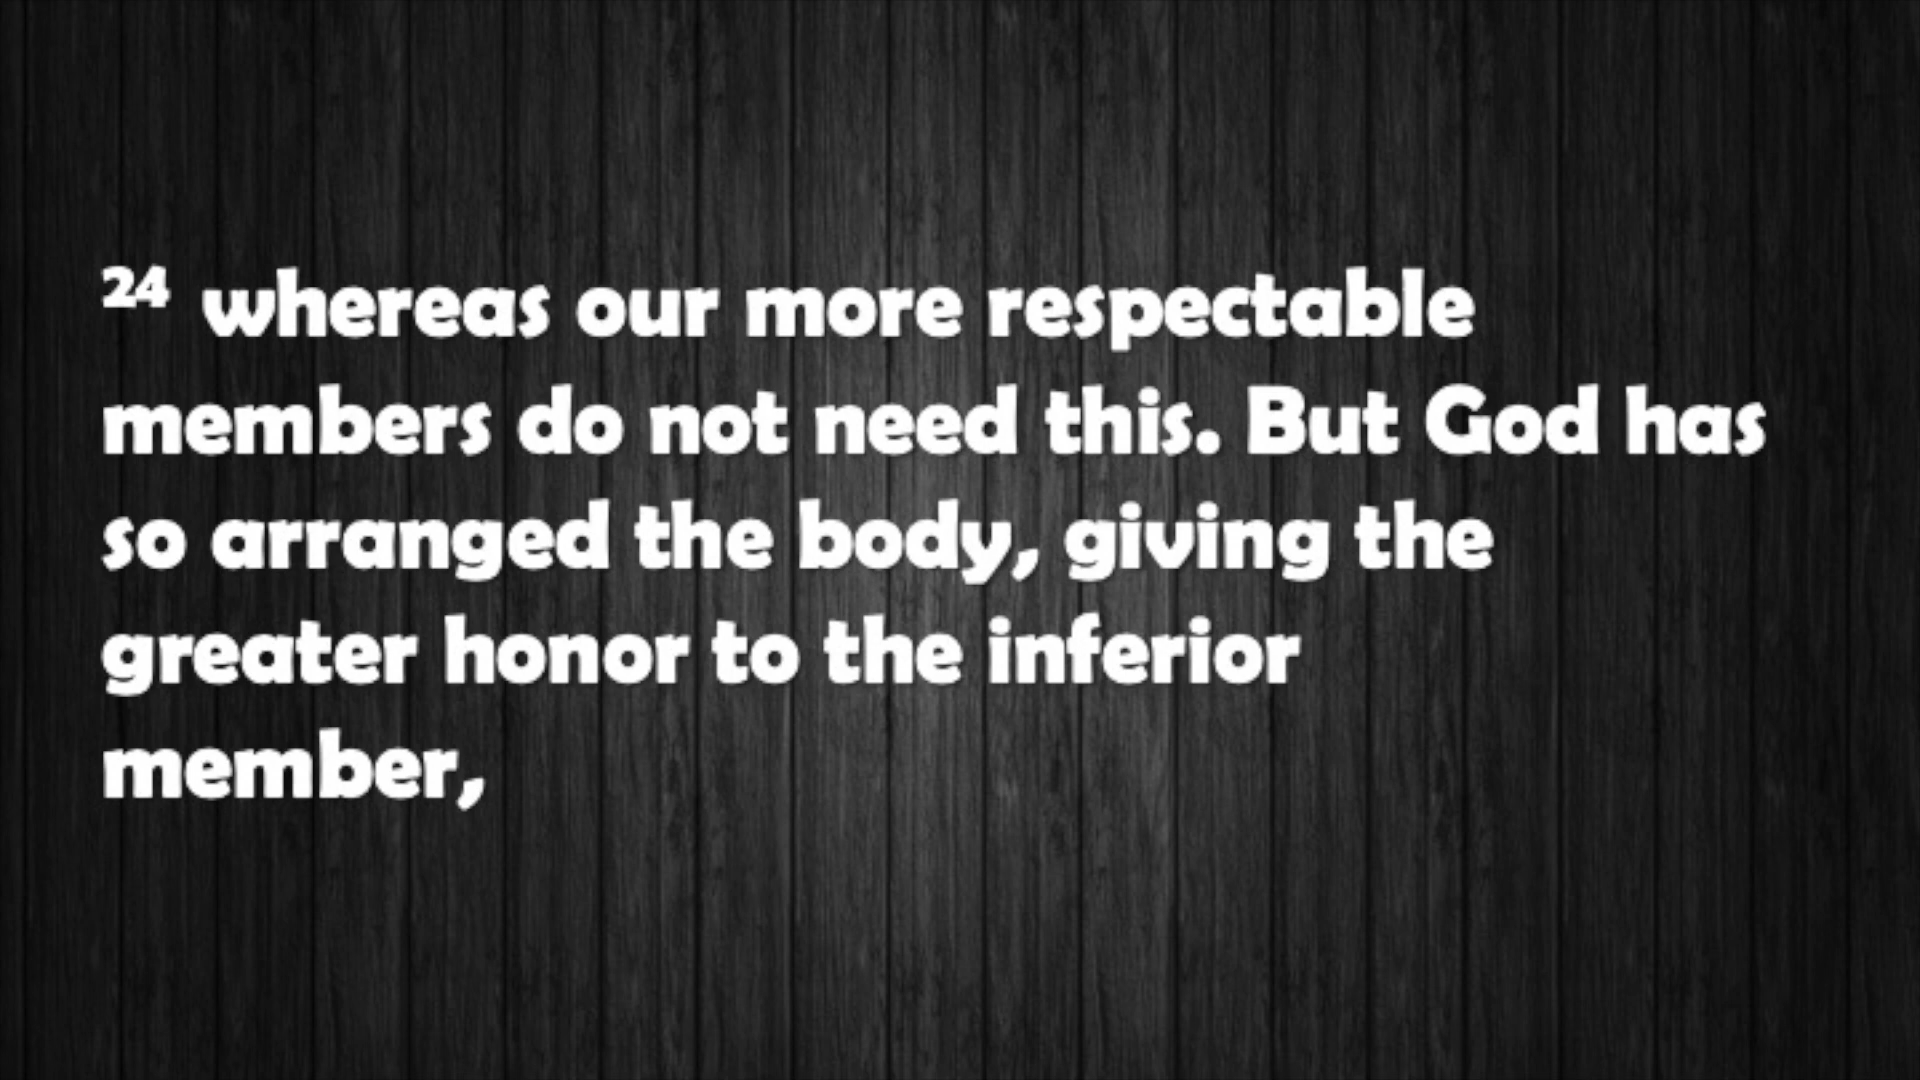 24 whereas our more respectable
members do not need this. But God has
so arranged the body, giving the
greater honor to the inferior
member,